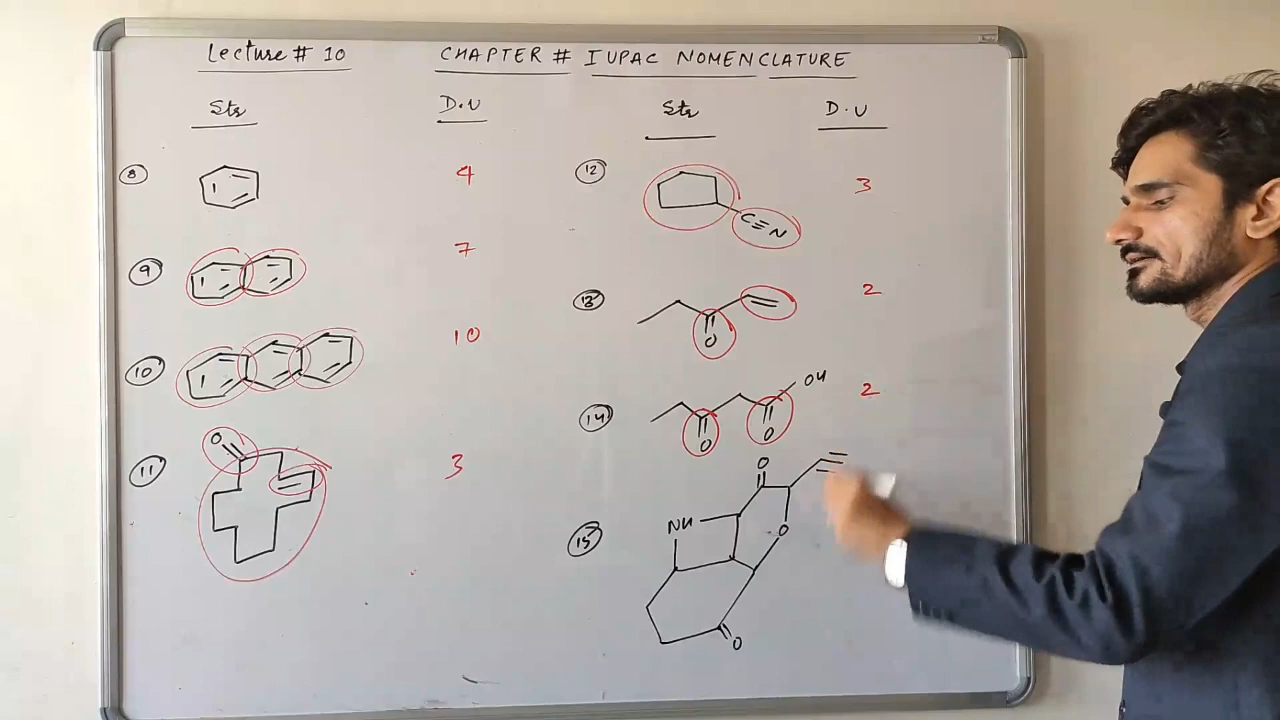 Lecture # 10 CHAPTER # IUPAC NOMENCLATURE
Str D.U Str D.U
8 4
9 7
10 10
11 O 3
12 C≡N 3
13 O 2
14 O O OH 2
15 O NH O O